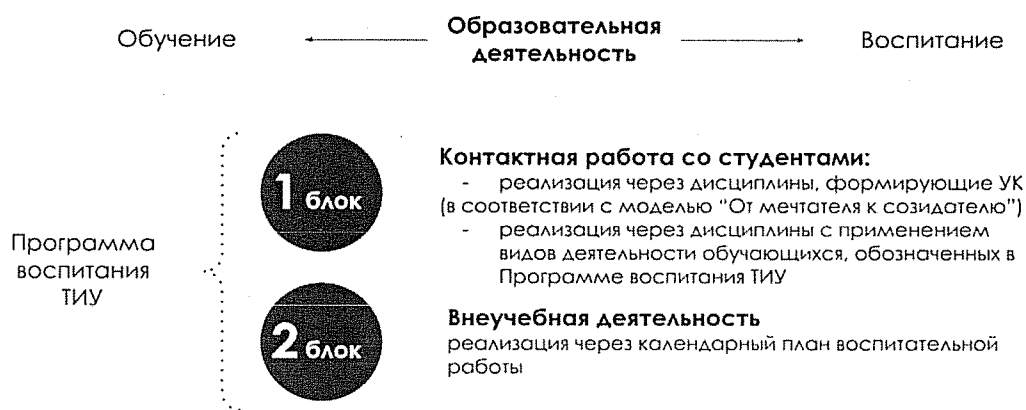 Обучение
Образовательная
деятельность
Воспитание
Программа
воспитания
ТИУ
1 блок
Контактная работа со студентами:
- реализация через дисциплины, формирующие УК
(в соответствии с моделью "От мечтателя к созидателю")
- реализация через дисциплины с применением
видов деятельности обучающихся, обозначенных в
Программе воспитания ТИУ
2 блок
Внеучебная деятельность
реализация через календарный план воспитательной
работы